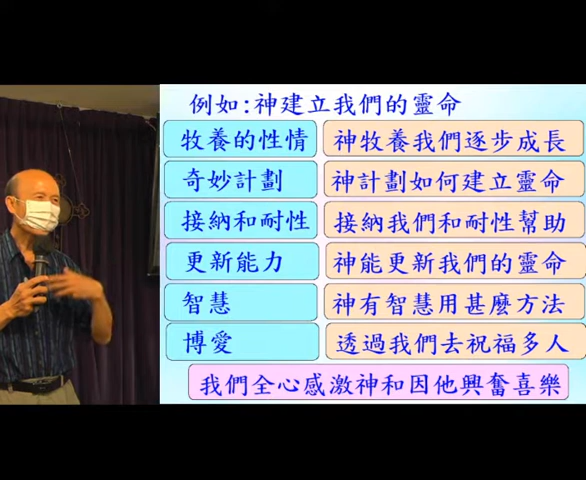 例如:神建立我們的靈命
牧養的性情 神牧養我們逐步成長
奇妙計劃 神計劃如何建立靈命
接納和耐性 接納我們和耐性幫助
更新能力 神能更新我們的靈命
智慧 神有智慧用甚麼方法
博愛 透過我們去祝福多人
我們全心感激神和因他興奮喜樂